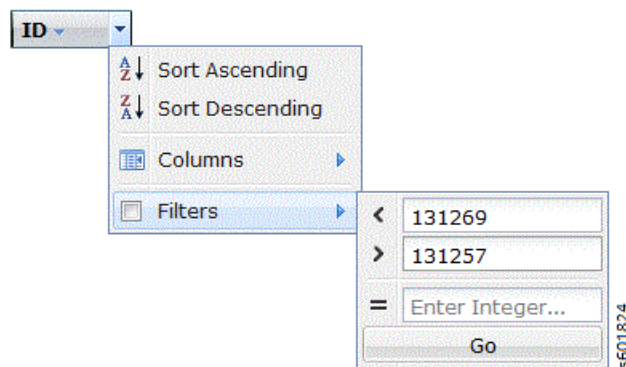 ID
Sort Ascending
Sort Descending
Columns
Filters
< 131269
> 131257
= Enter Integer...
Go
s601824